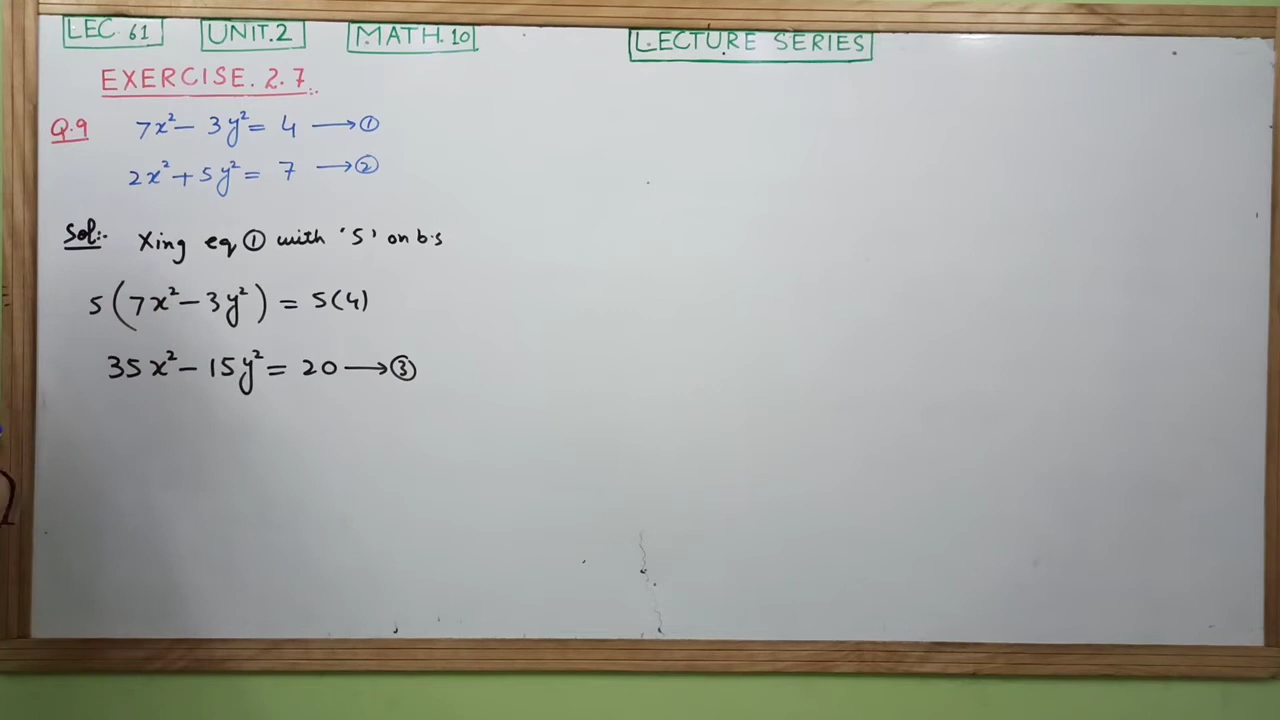 LEC. 61 UNIT.2 MATH.10 LECTURE SERIES
EXERCISE. 2.7
Q.9 7x² – 3y² = 4 ⟶ ①
2x² + 5y² = 7 ⟶ ②
Sol:- Xing eq ① with '5' on b.s
5(7x² – 3y²) = 5(4)
35x² – 15y² = 20 ⟶ ③